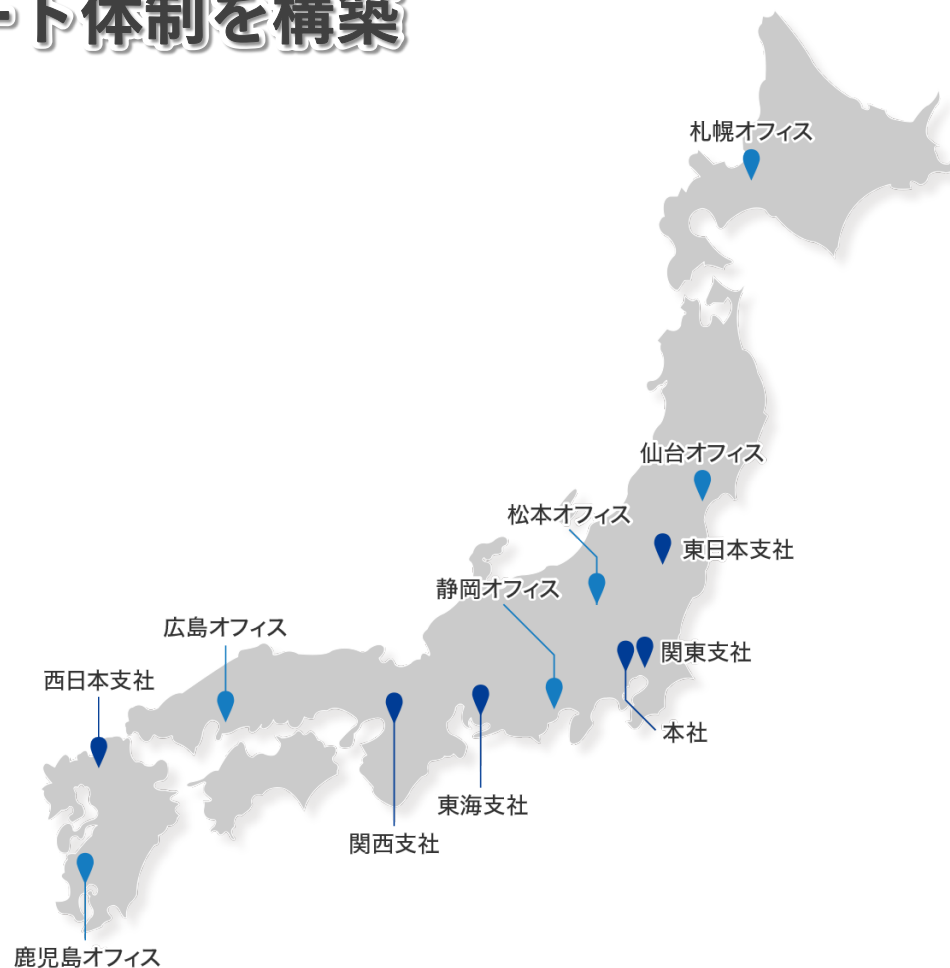 ート体制を構築
札幌オフィス
仙台オフィス
松本オフィス
東日本支社
静岡オフィス
広島オフィス
関東支社
西日本支社
本社
東海支社
関西支社
鹿児島オフィス